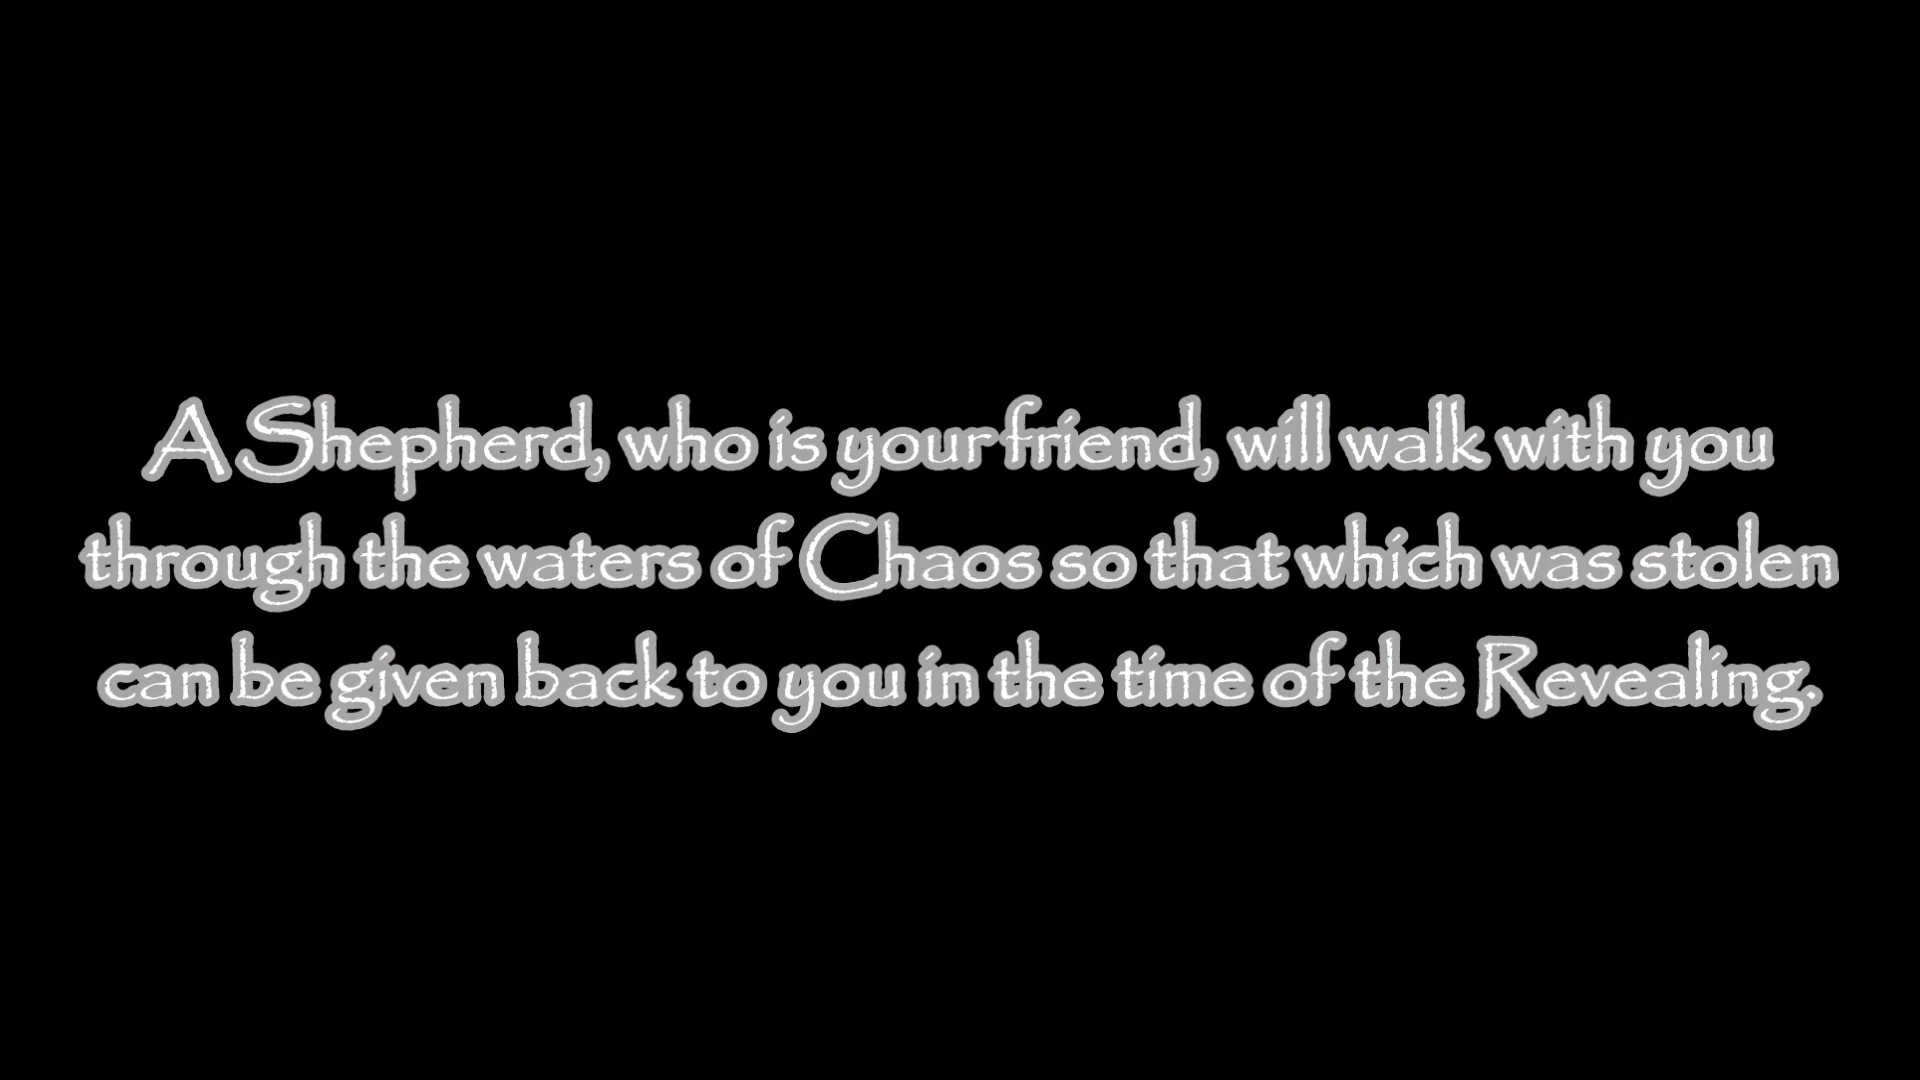 A Shepherd, who is your friend, will walk with you
through the waters of Chaos so that which was stolen
can be given back to you in the time of the Revealing.